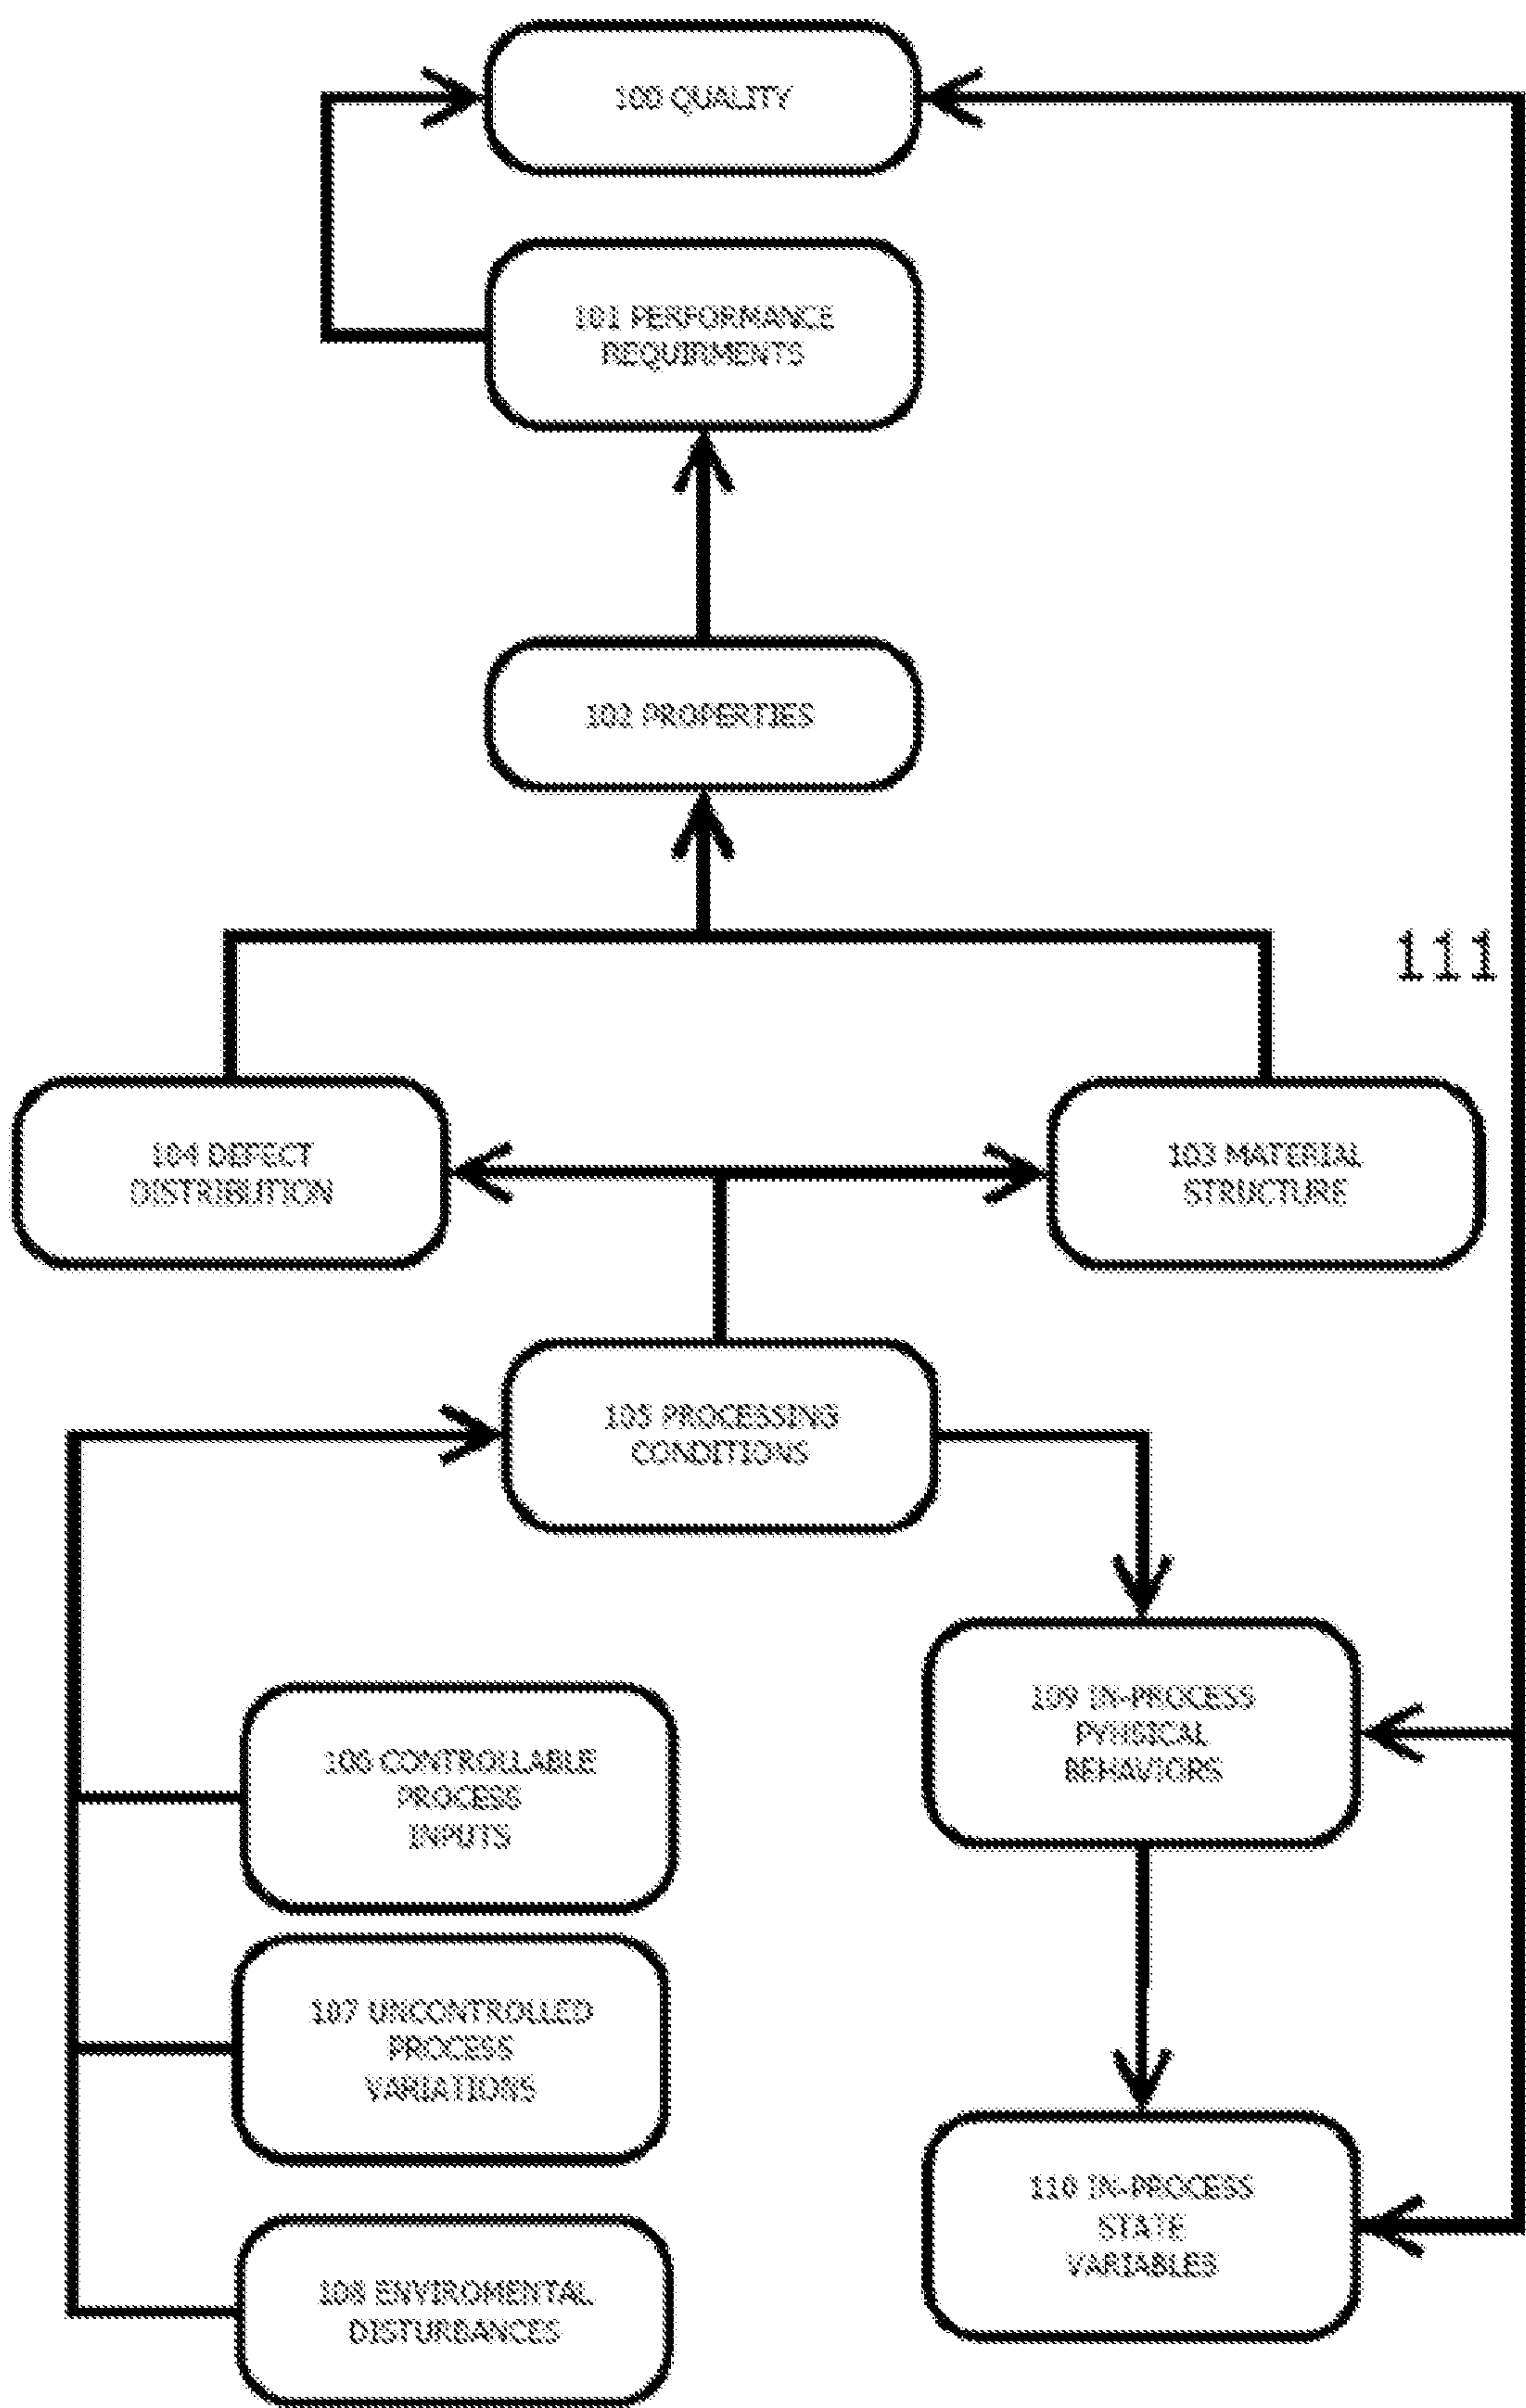 100 QUALITY
101 PERFORMANCE
REQUIRMENTS
102 PROPERTIES
111
104 DEFECT
DISTRIBUTION
103 MATERIAL
STRUCTURE
105 PROCESSING
CONDITIONS
109 IN-PROCESS
PYHSICAL
BEHAVIORS
106 CONTROLLABLE
PROCESS
INPUTS
107 UNCONTROLLED
PROCESS
VARIATIONS
110 IN-PROCESS
STATE
VARIABLES
108 ENVIROMENTAL
DISTURBANCES